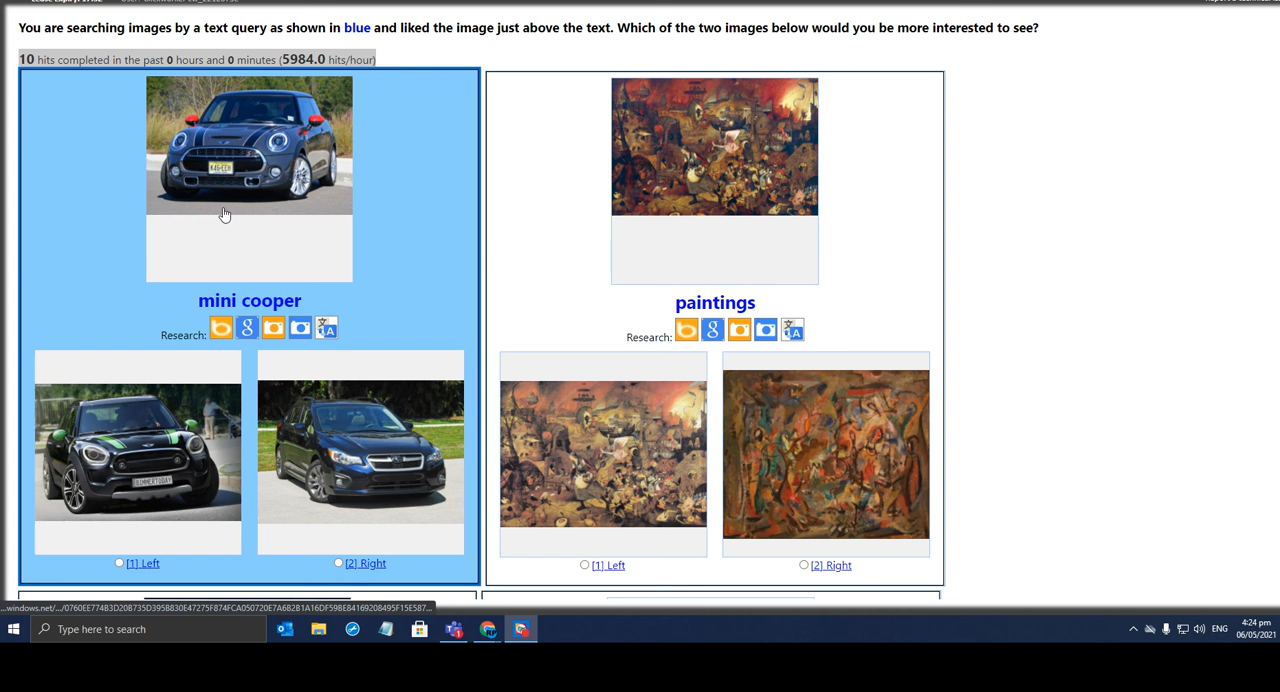 You are searching images by a text query as shown in blue and liked the image just above the text. Which of the two images below would you be more interested to see?
10 hits completed in the past 0 hours and 0 minutes (5984.0 hits/hour)
mini cooper
Research:
[1] Left
[2] Right
paintings
Research:
[1] Left
[2] Right
Type here to search
ENG
4:24 pm
06/05/2021